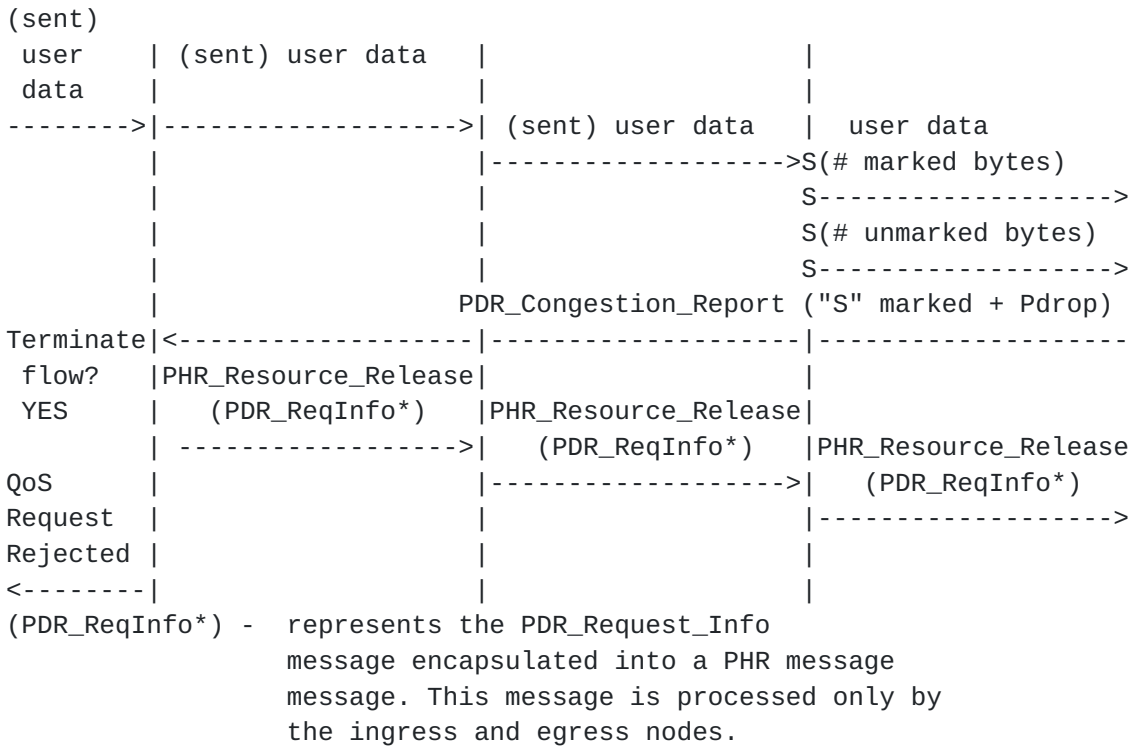 (sent)
 user    | (sent) user data   |                    |
 data    |                    |                    |
-------->|------------------->| (sent) user data   |  user data
         |                    |------------------->S(# marked bytes)
         |                    |                    S------------------->
         |                    |                    S(# unmarked bytes)
         |                    |                    S------------------->
         |                   PDR_Congestion_Report ("S" marked + Pdrop)
Terminate|<-------------------|--------------------|--------------------
 flow?   |PHR_Resource_Release|                    |
 YES     |   (PDR_ReqInfo*)   |PHR_Resource_Release|
         | ------------------>|   (PDR_ReqInfo*)   |PHR_Resource_Release
QoS      |                    |------------------->|   (PDR_ReqInfo*)
Request  |                    |                    |------------------->
Rejected |                    |                    |
<--------|                    |                    |
(PDR_ReqInfo*) -  represents the PDR_Request_Info
                  message encapsulated into a PHR message
                  message. This message is processed only by
                  the ingress and egress nodes.